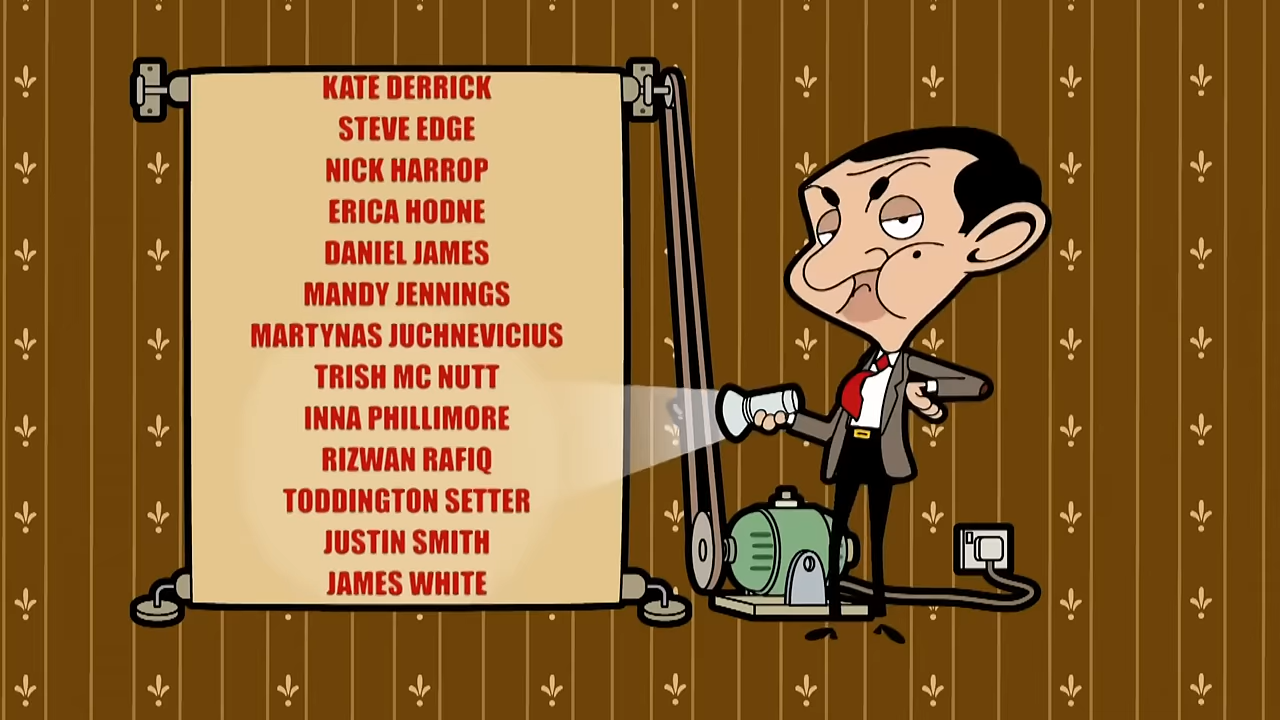 KATE DERRICK
STEVE EDGE
NICK HARROP
ERICA HODNE
DANIEL JAMES
MANDY JENNINGS
MARTYNAS JUCHNEVICIUS
TRISH MC NUTT
INNA PHILLIMORE
RIZWAN RAFIQ
TODDINGTON SETTER
JUSTIN SMITH
JAMES WHITE